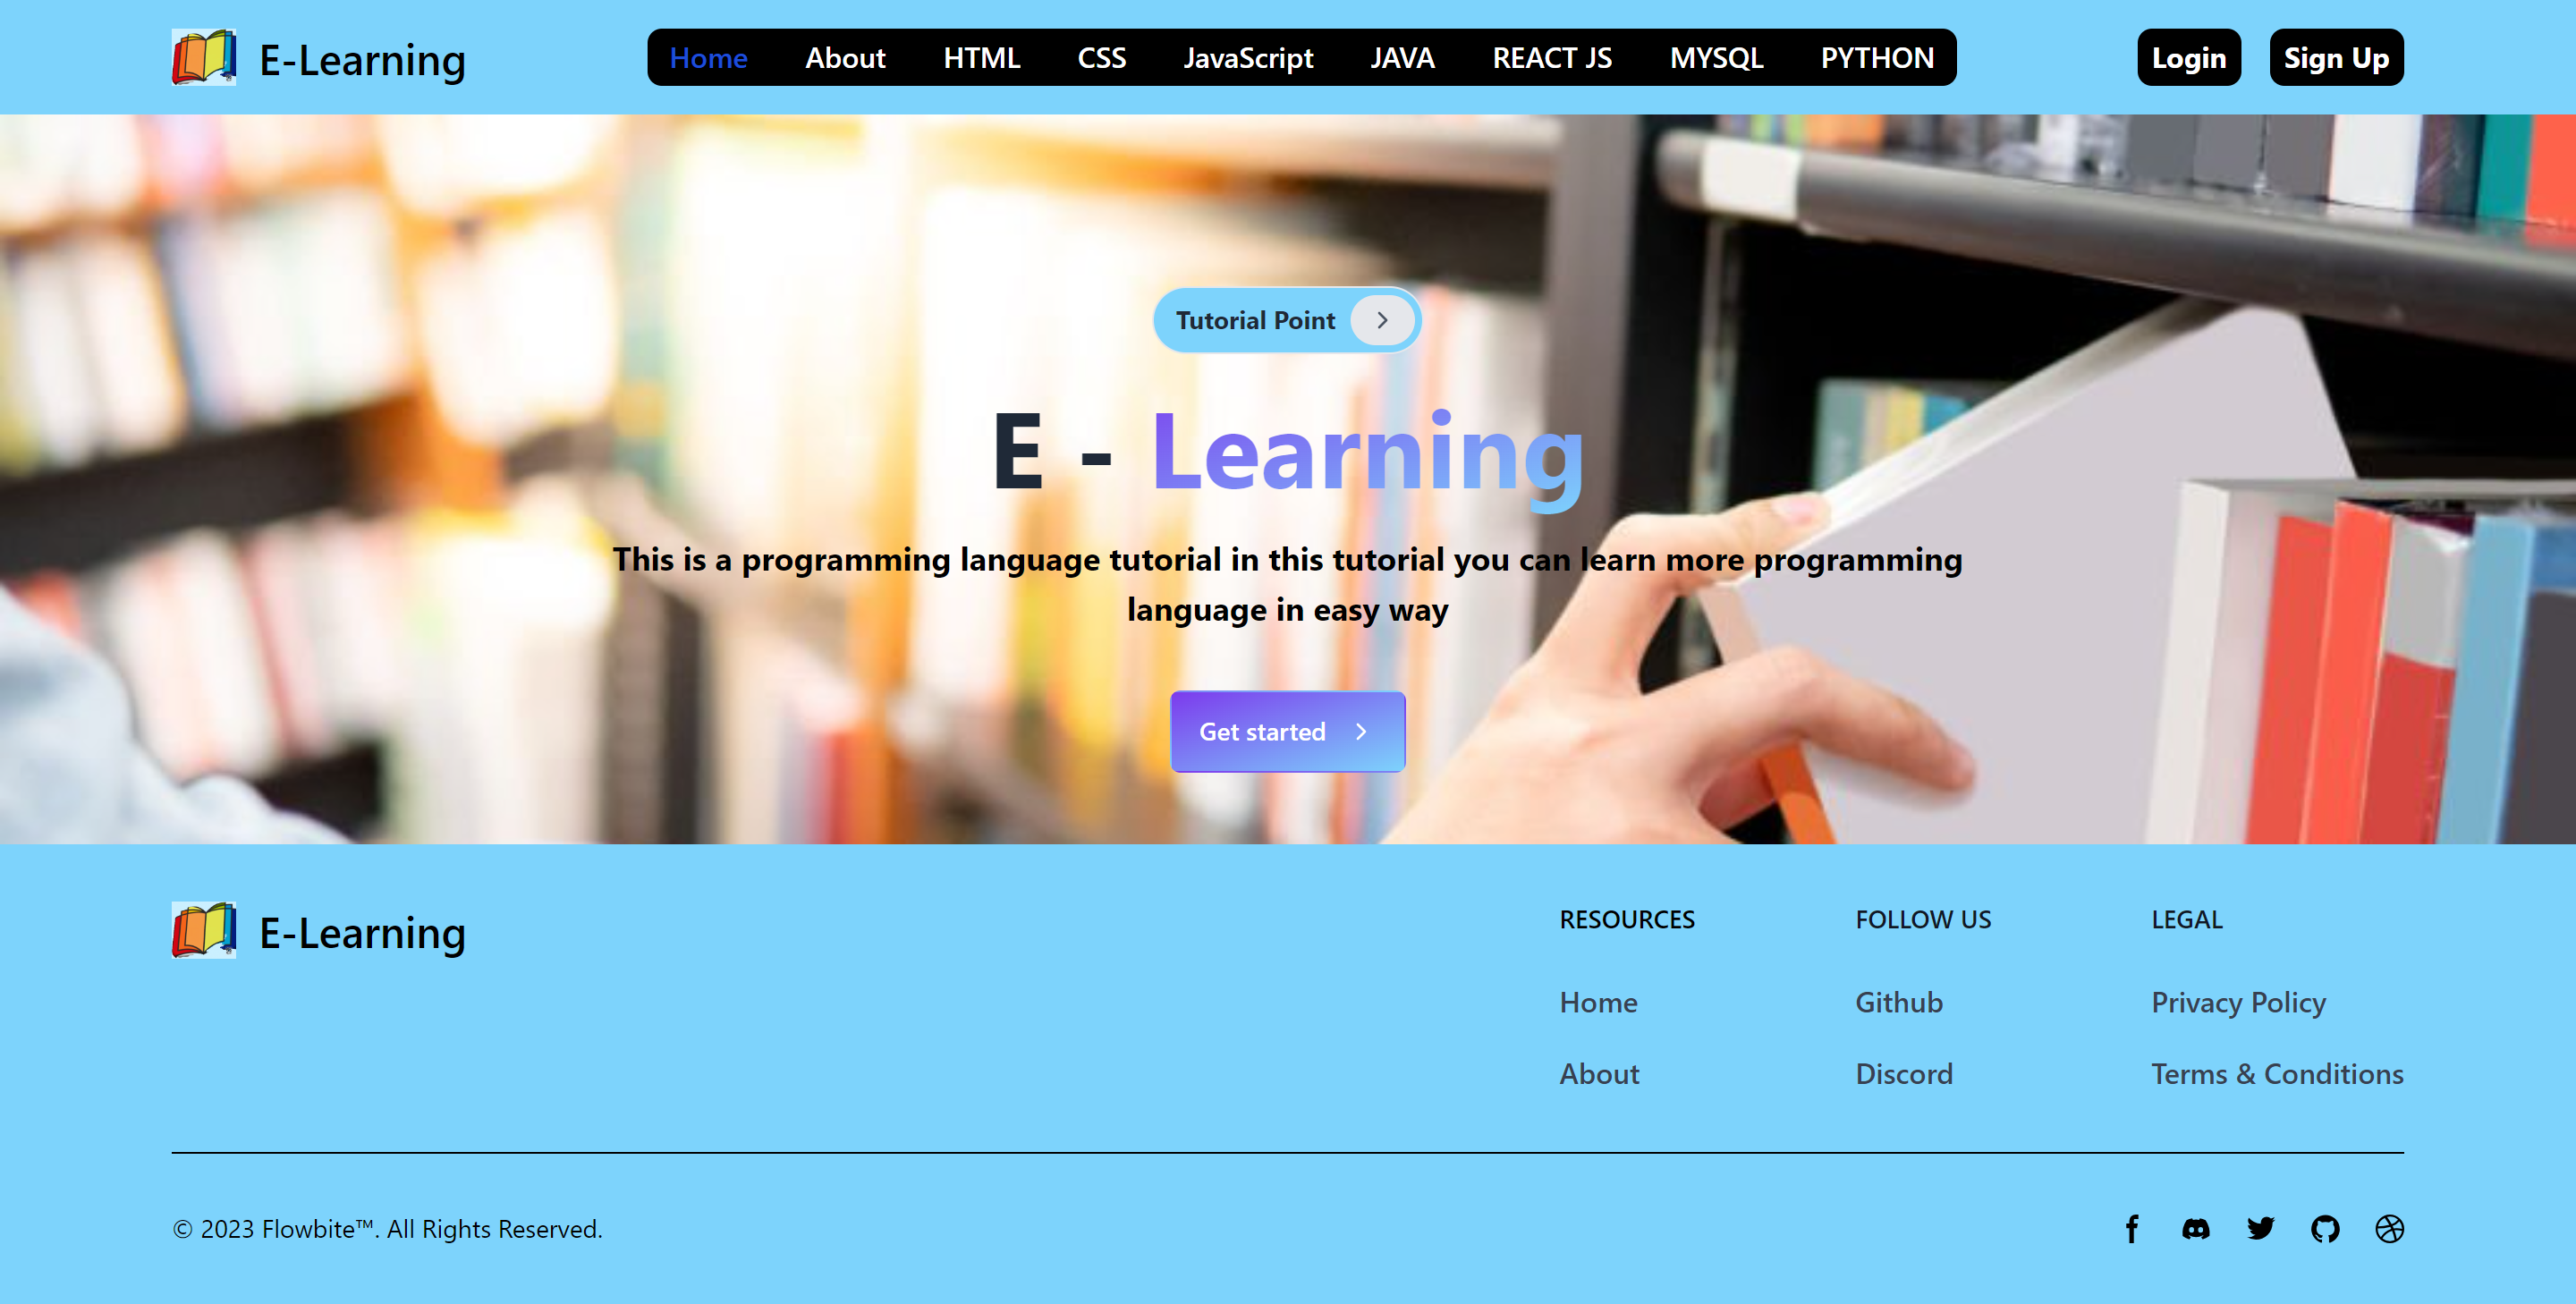 E-Learning
Home About HTML CSS JavaScript JAVA REACT JS MYSQL PYTHON
Login Sign Up
Tutorial Point
E - Learning
This is a programming language tutorial in this tutorial you can learn more programming
language in easy way
Get started
E-Learning
RESOURCES
Home
About
FOLLOW US
Github
Discord
LEGAL
Privacy Policy
Terms & Conditions
© 2023 Flowbite™. All Rights Reserved.